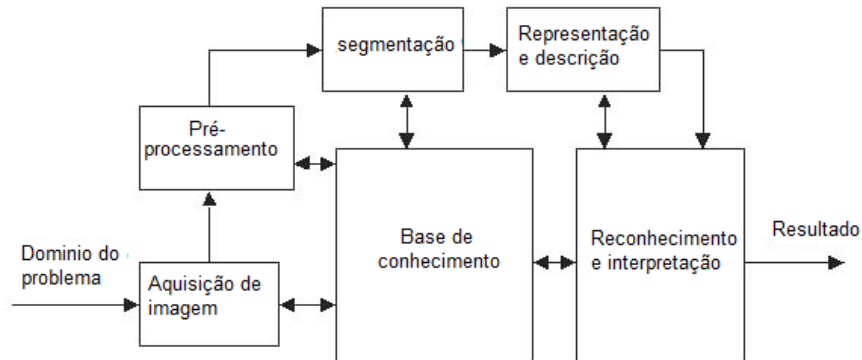 segmentação
Representação
e descrição
Pré-
processamento
Dominio do
problema
Aquisição de
imagem
Base de
conhecimento
Reconhecimento
e interpretação
Resultado